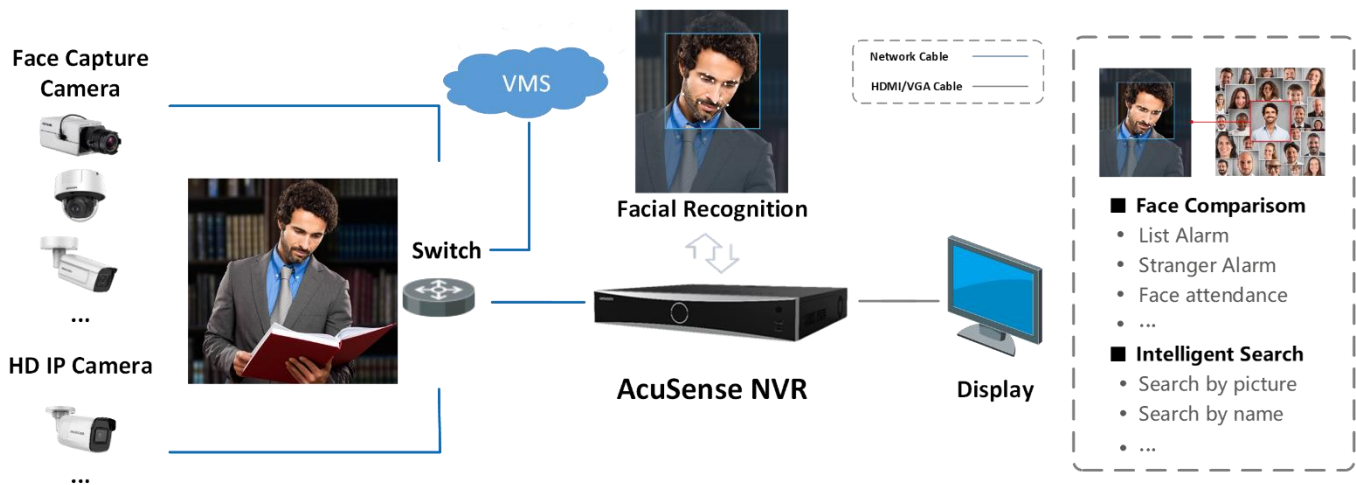 Face Capture
Camera
...
HD IP Camera
...
VMS
Switch
Facial Recognition
AcuSense NVR
Display
Network Cable
HDMI/VGA Cable
■ Face Comparisom
• List Alarm
• Stranger Alarm
• Face attendance
• ...
■ Intelligent Search
• Search by picture
• Search by name
• ...